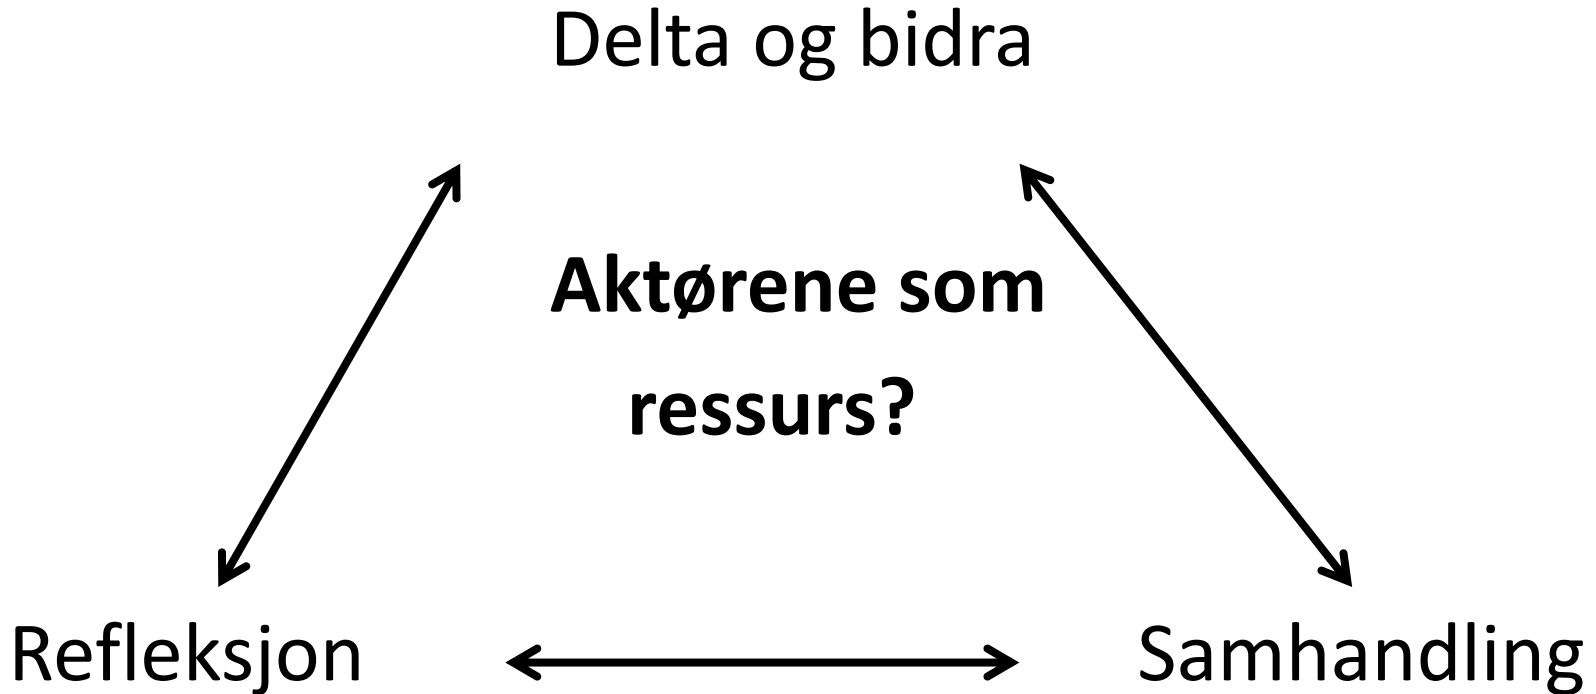 Delta og bidra
Aktørene som
ressurs?
Refleksjon
Samhandling